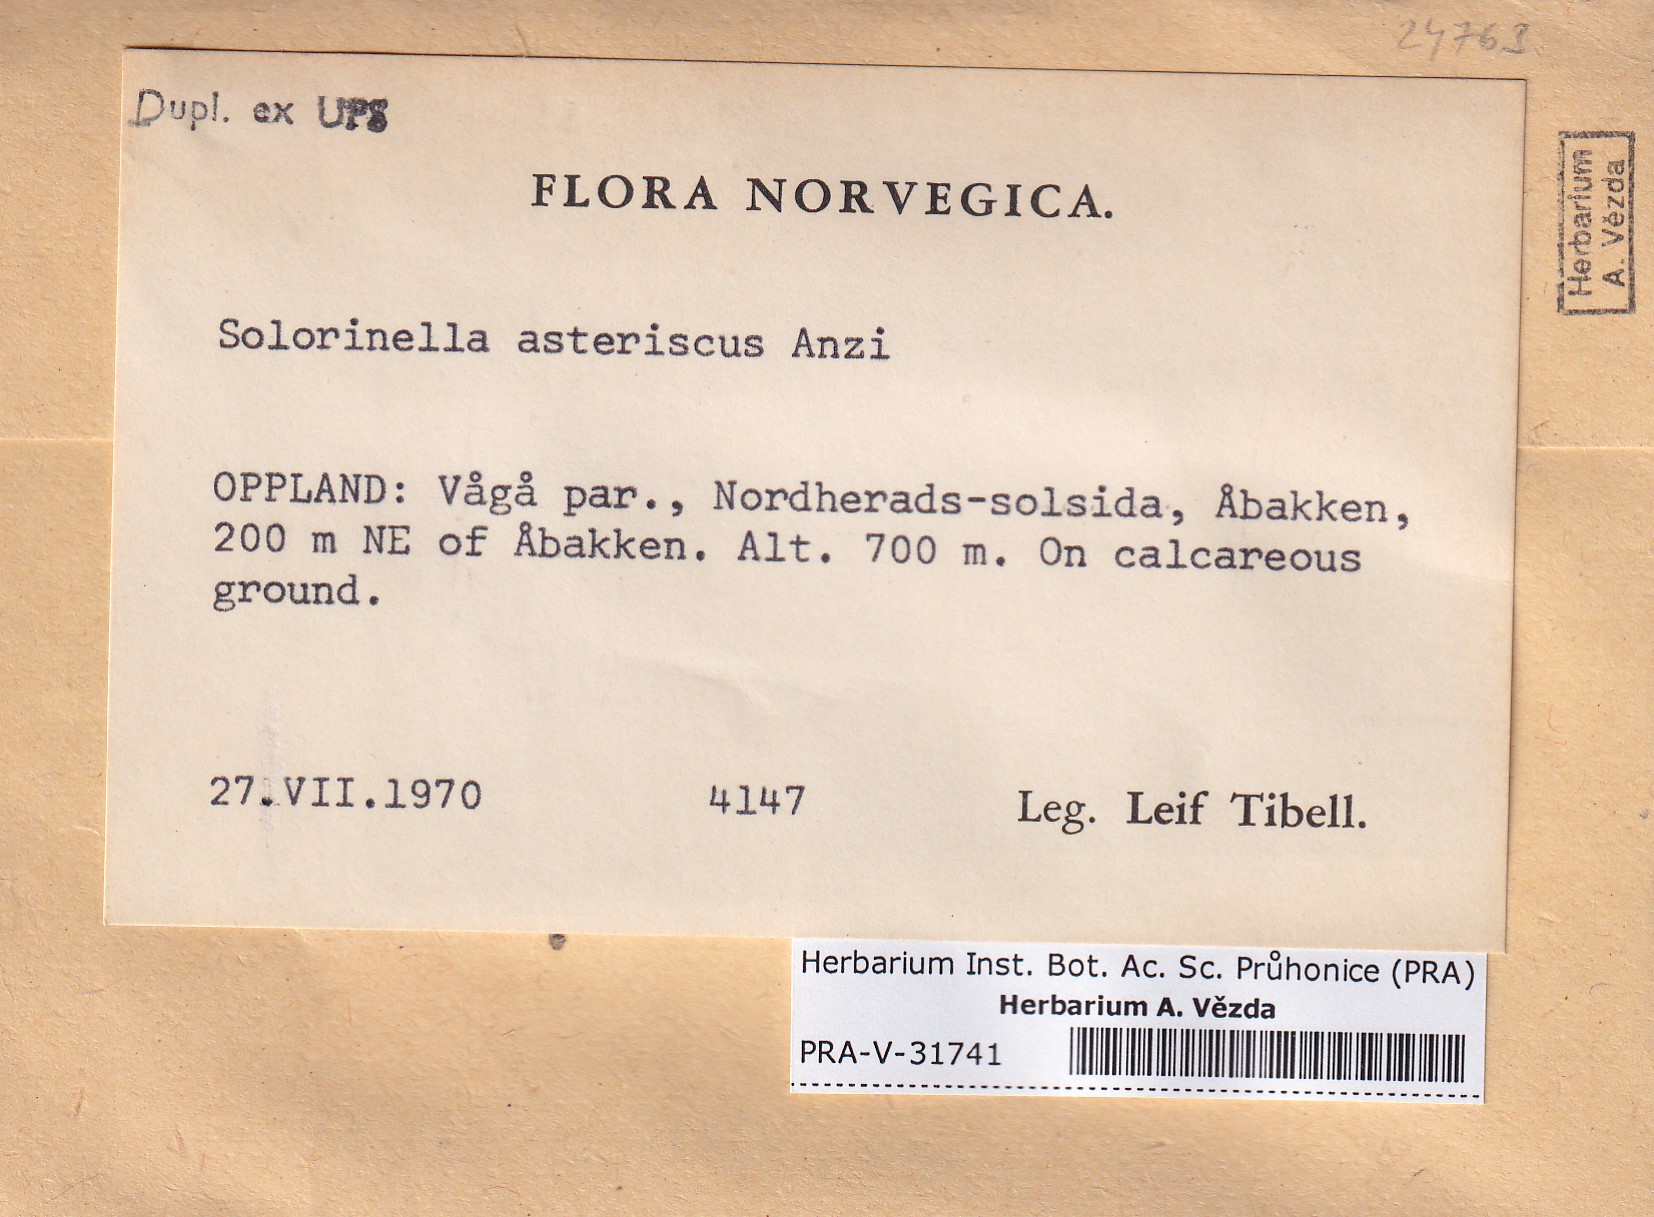 24763
Dupl. ex UPS
FLORA NORVEGICA.
Solorinella asteriscus Anzi
OPPLAND: Vågå par., Nordherads-solsida, Åbakken,
200 m NE of Åbakken. Alt. 700 m. On calcareous
ground.
27.VII.1970 4147 Leg. Leif Tibell.
Herbarium
A. Vězda
Herbarium Inst. Bot. Ac. Sc. Průhonice (PRA)
Herbarium A. Vězda
PRA-V-31741